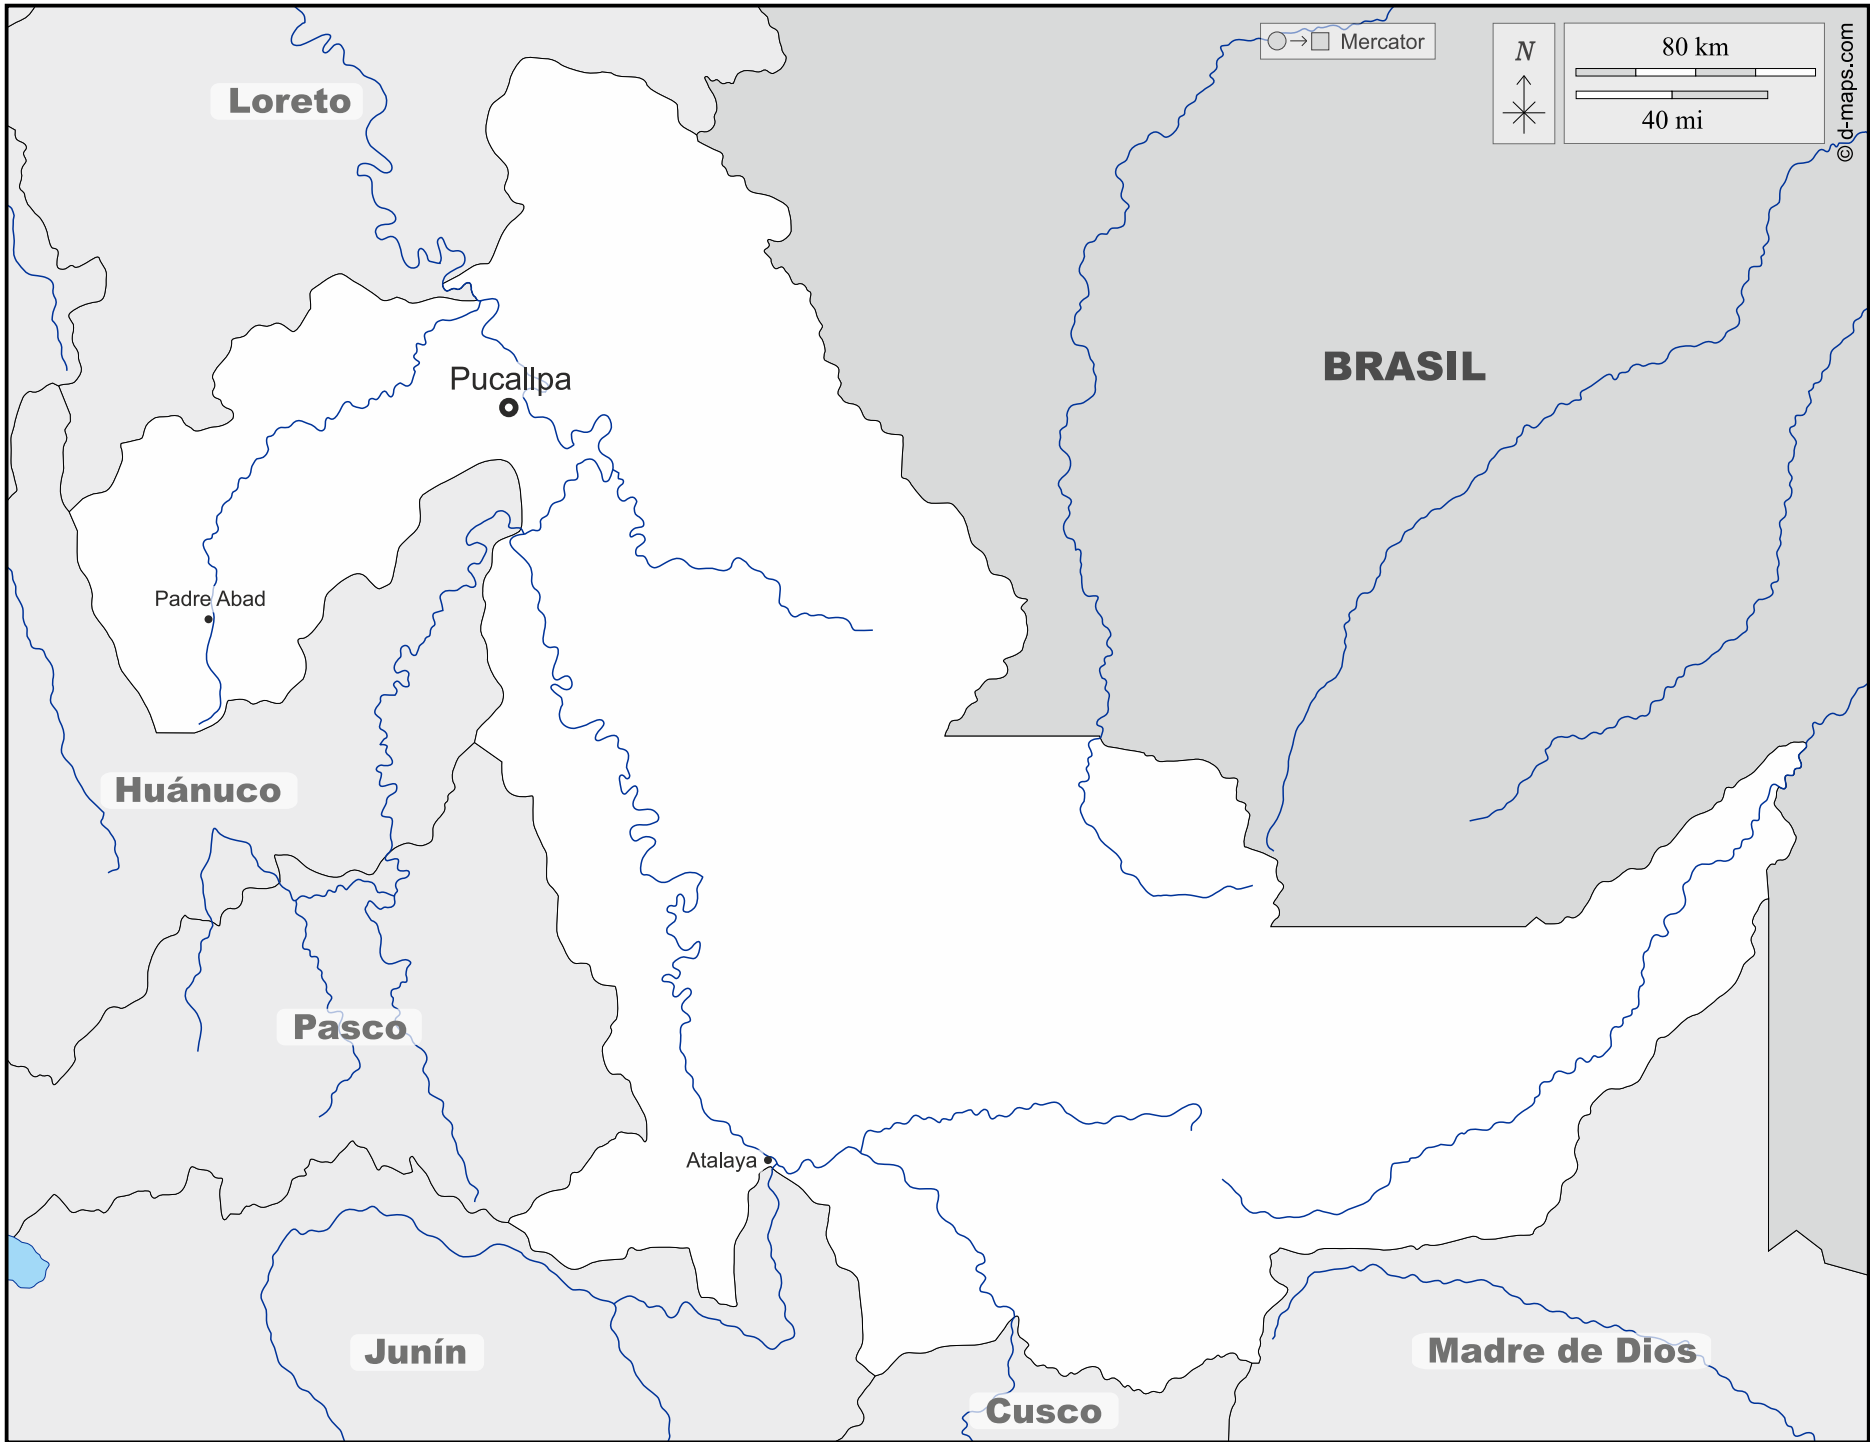 Mercator
N
80 km
40 mi
© d-maps.com
Loreto
BRASIL
Pucallpa
Padre Abad
Huánuco
Pasco
Atalaya
Junín
Madre de Dios
Cusco